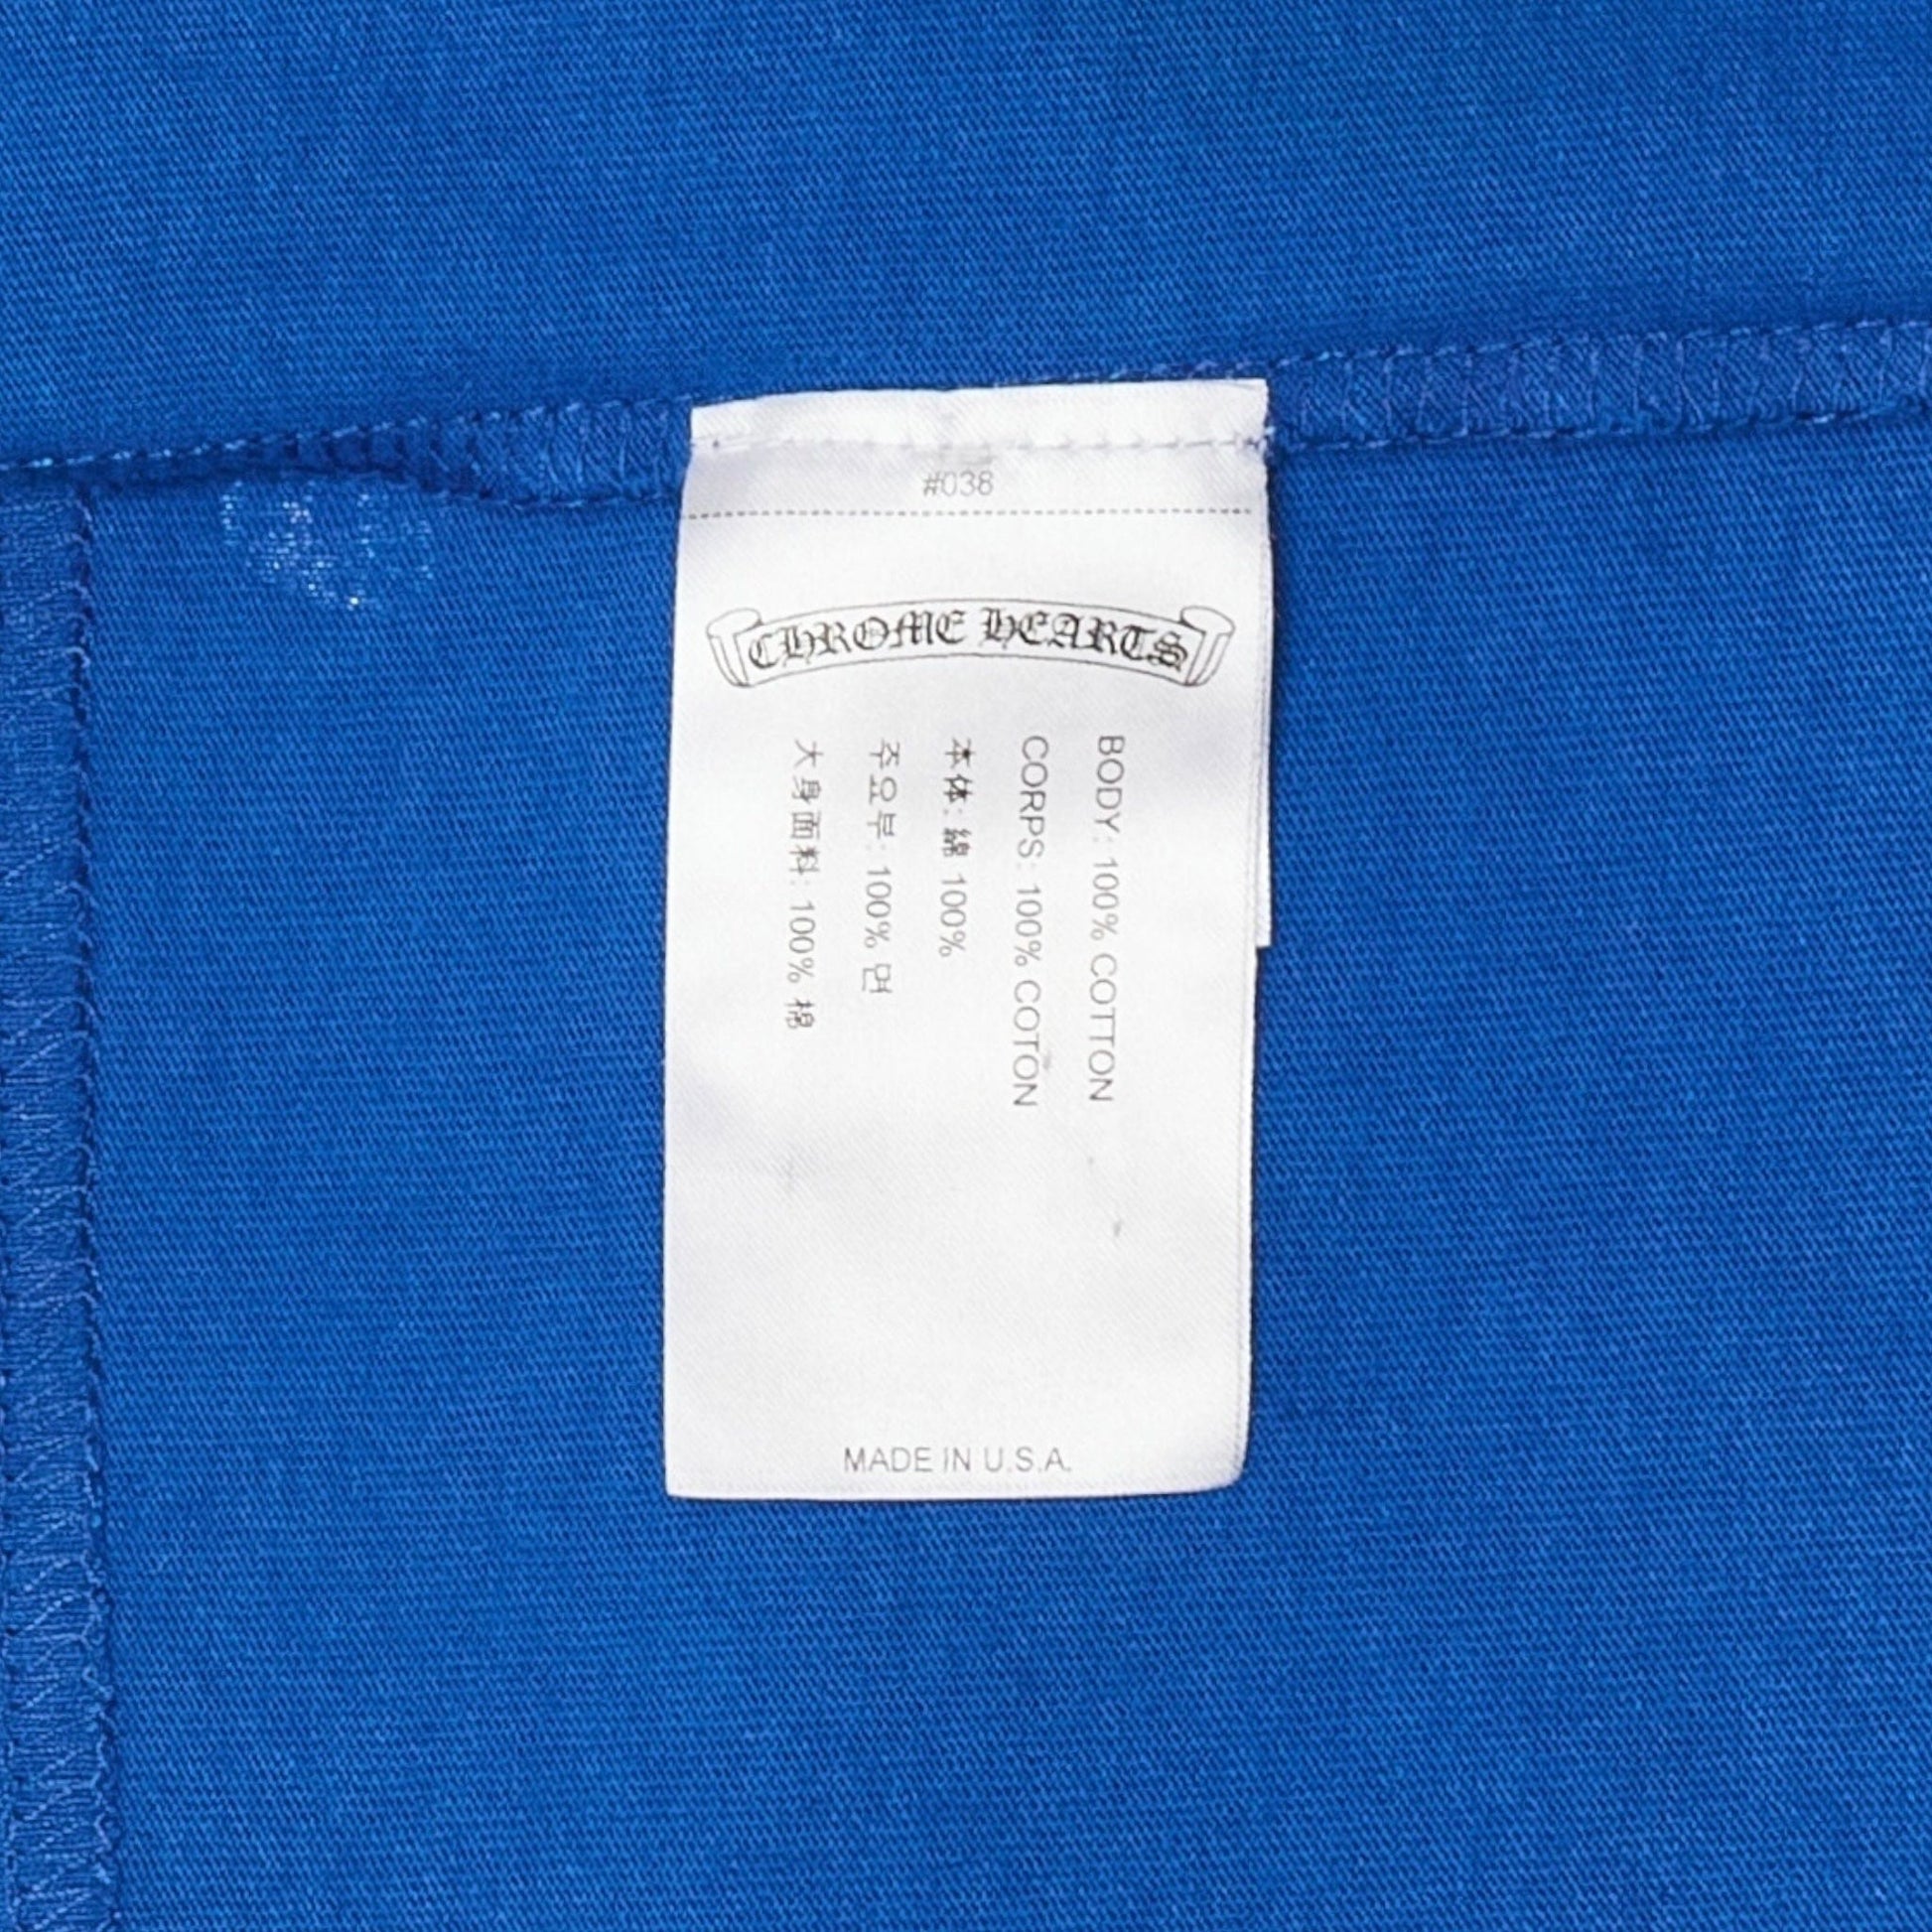 #038
CHROME HEARTS
BODY: 100% COTTON
CORPS: 100% COTON
本体: 綿 100%
주요부: 100% 면
大身面料: 100% 棉
MADE IN U.S.A.